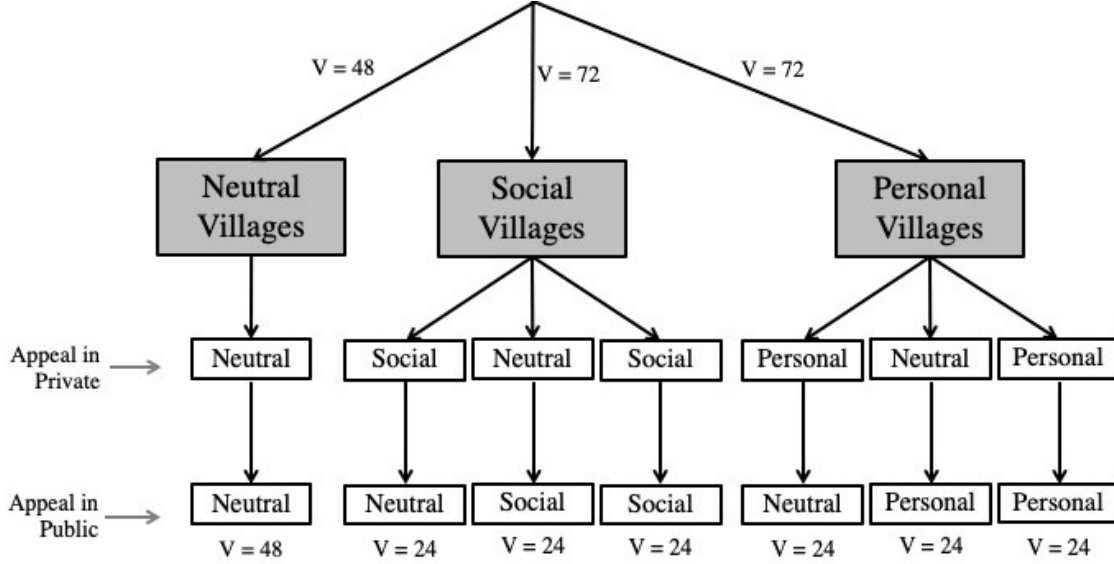 V = 48
V = 72
V = 72
Neutral
Villages
Social
Villages
Personal
Villages
Appeal in
Private
Neutral
Social
Neutral
Social
Personal
Neutral
Personal
Appeal in
Public
Neutral
Neutral
Social
Social
Neutral
Personal
Personal
V = 48
V = 24
V = 24
V = 24
V = 24
V = 24
V = 24